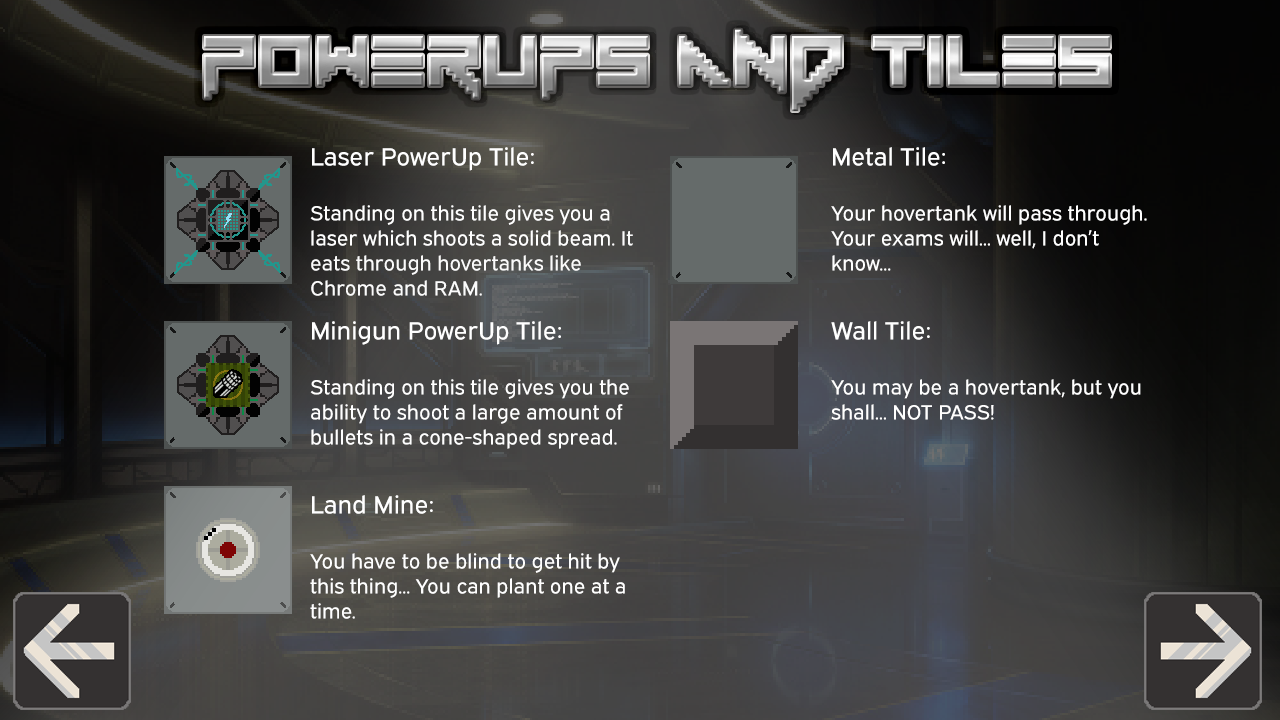 POWERUPS AND TILES
Laser PowerUp Tile:
Standing on this tile gives you a
laser which shoots a solid beam. It
eats through hovertanks like
Chrome and RAM.
Minigun PowerUp Tile:
Standing on this tile gives you the
ability to shoot a large amount of
bullets in a cone-shaped spread.
Land Mine:
You have to be blind to get hit by
this thing... You can plant one at a
time.
Metal Tile:
Your hovertank will pass through.
Your exams will... well, I don't
know...
Wall Tile:
You may be a hovertank, but you
shall... NOT PASS!